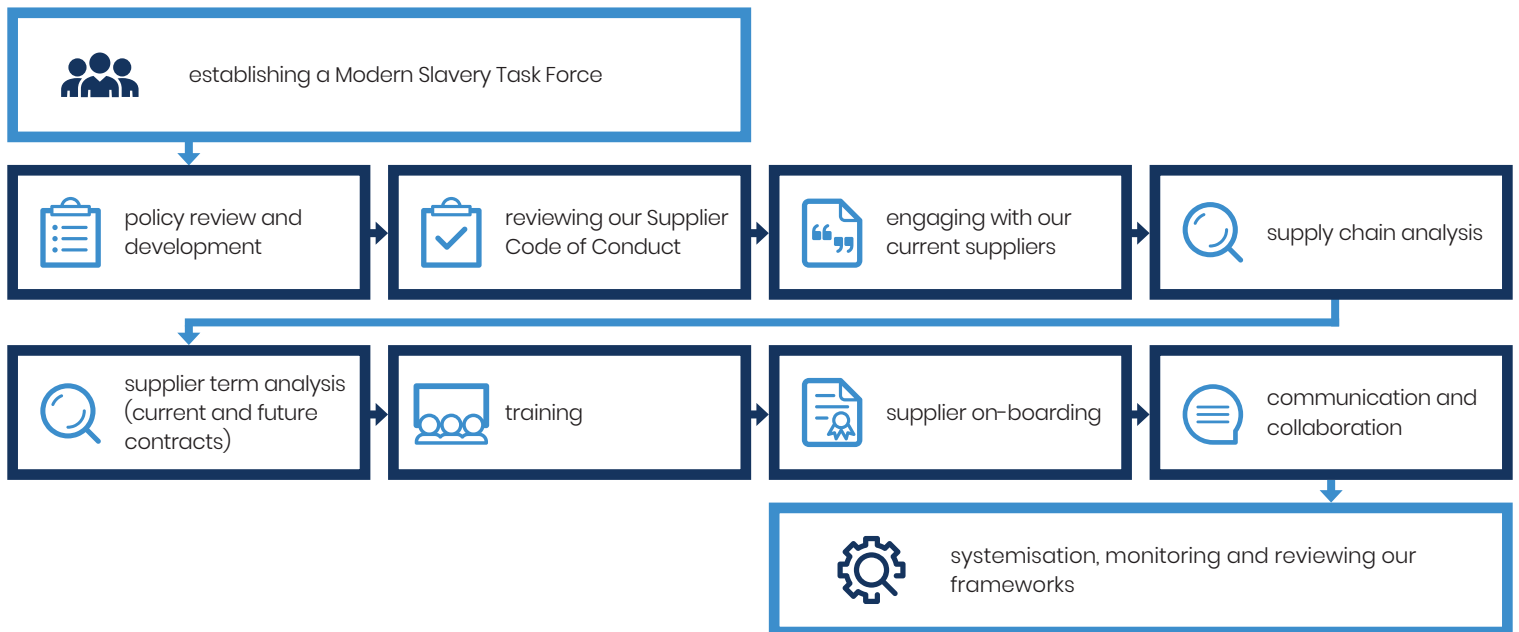 establishing a Modern Slavery Task Force
policy review and
development
reviewing our Supplier
Code of Conduct
engaging with our
current suppliers
supply chain analysis
supplier term analysis
(current and future
contracts)
training
supplier on-boarding
communication and
collaboration
systemisation, monitoring and reviewing our
frameworks